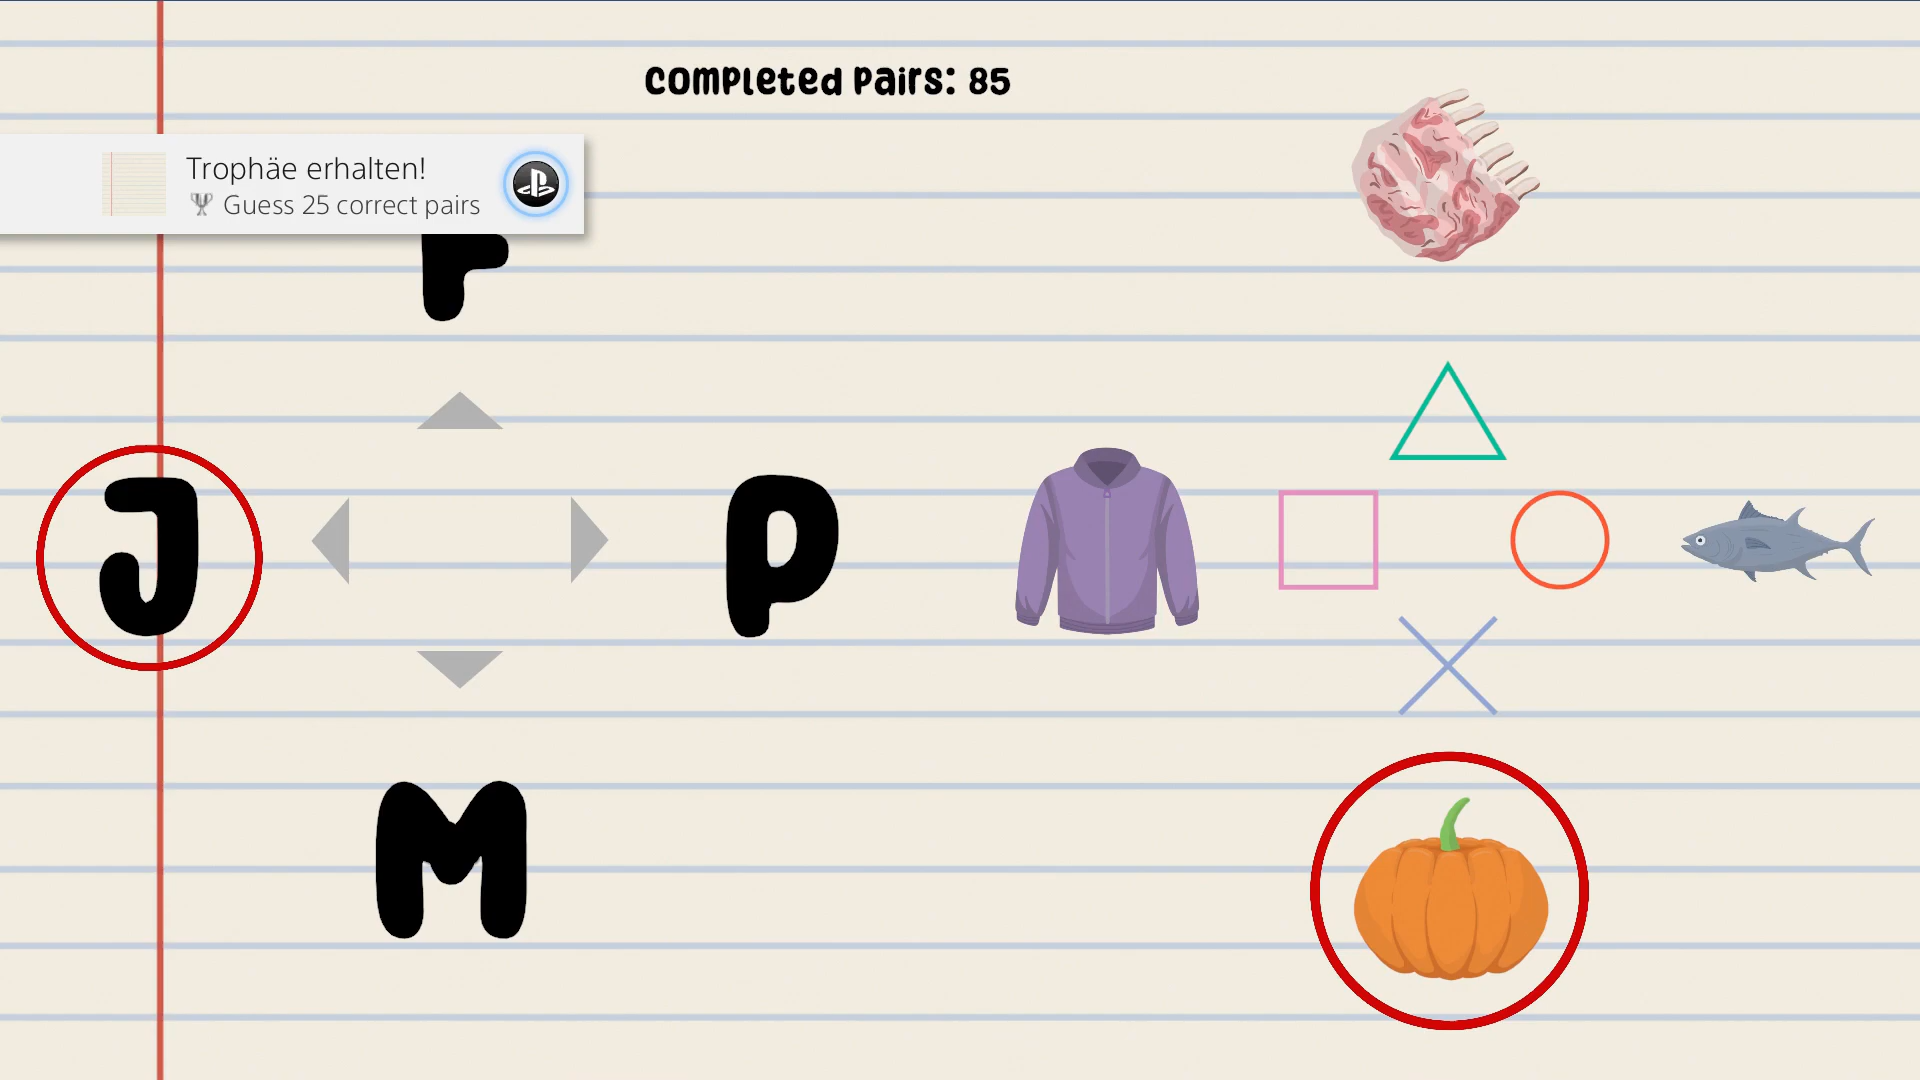 Completed Pairs: 85
Trophäe erhalten!
Guess 25 correct pairs
F
J
P
M